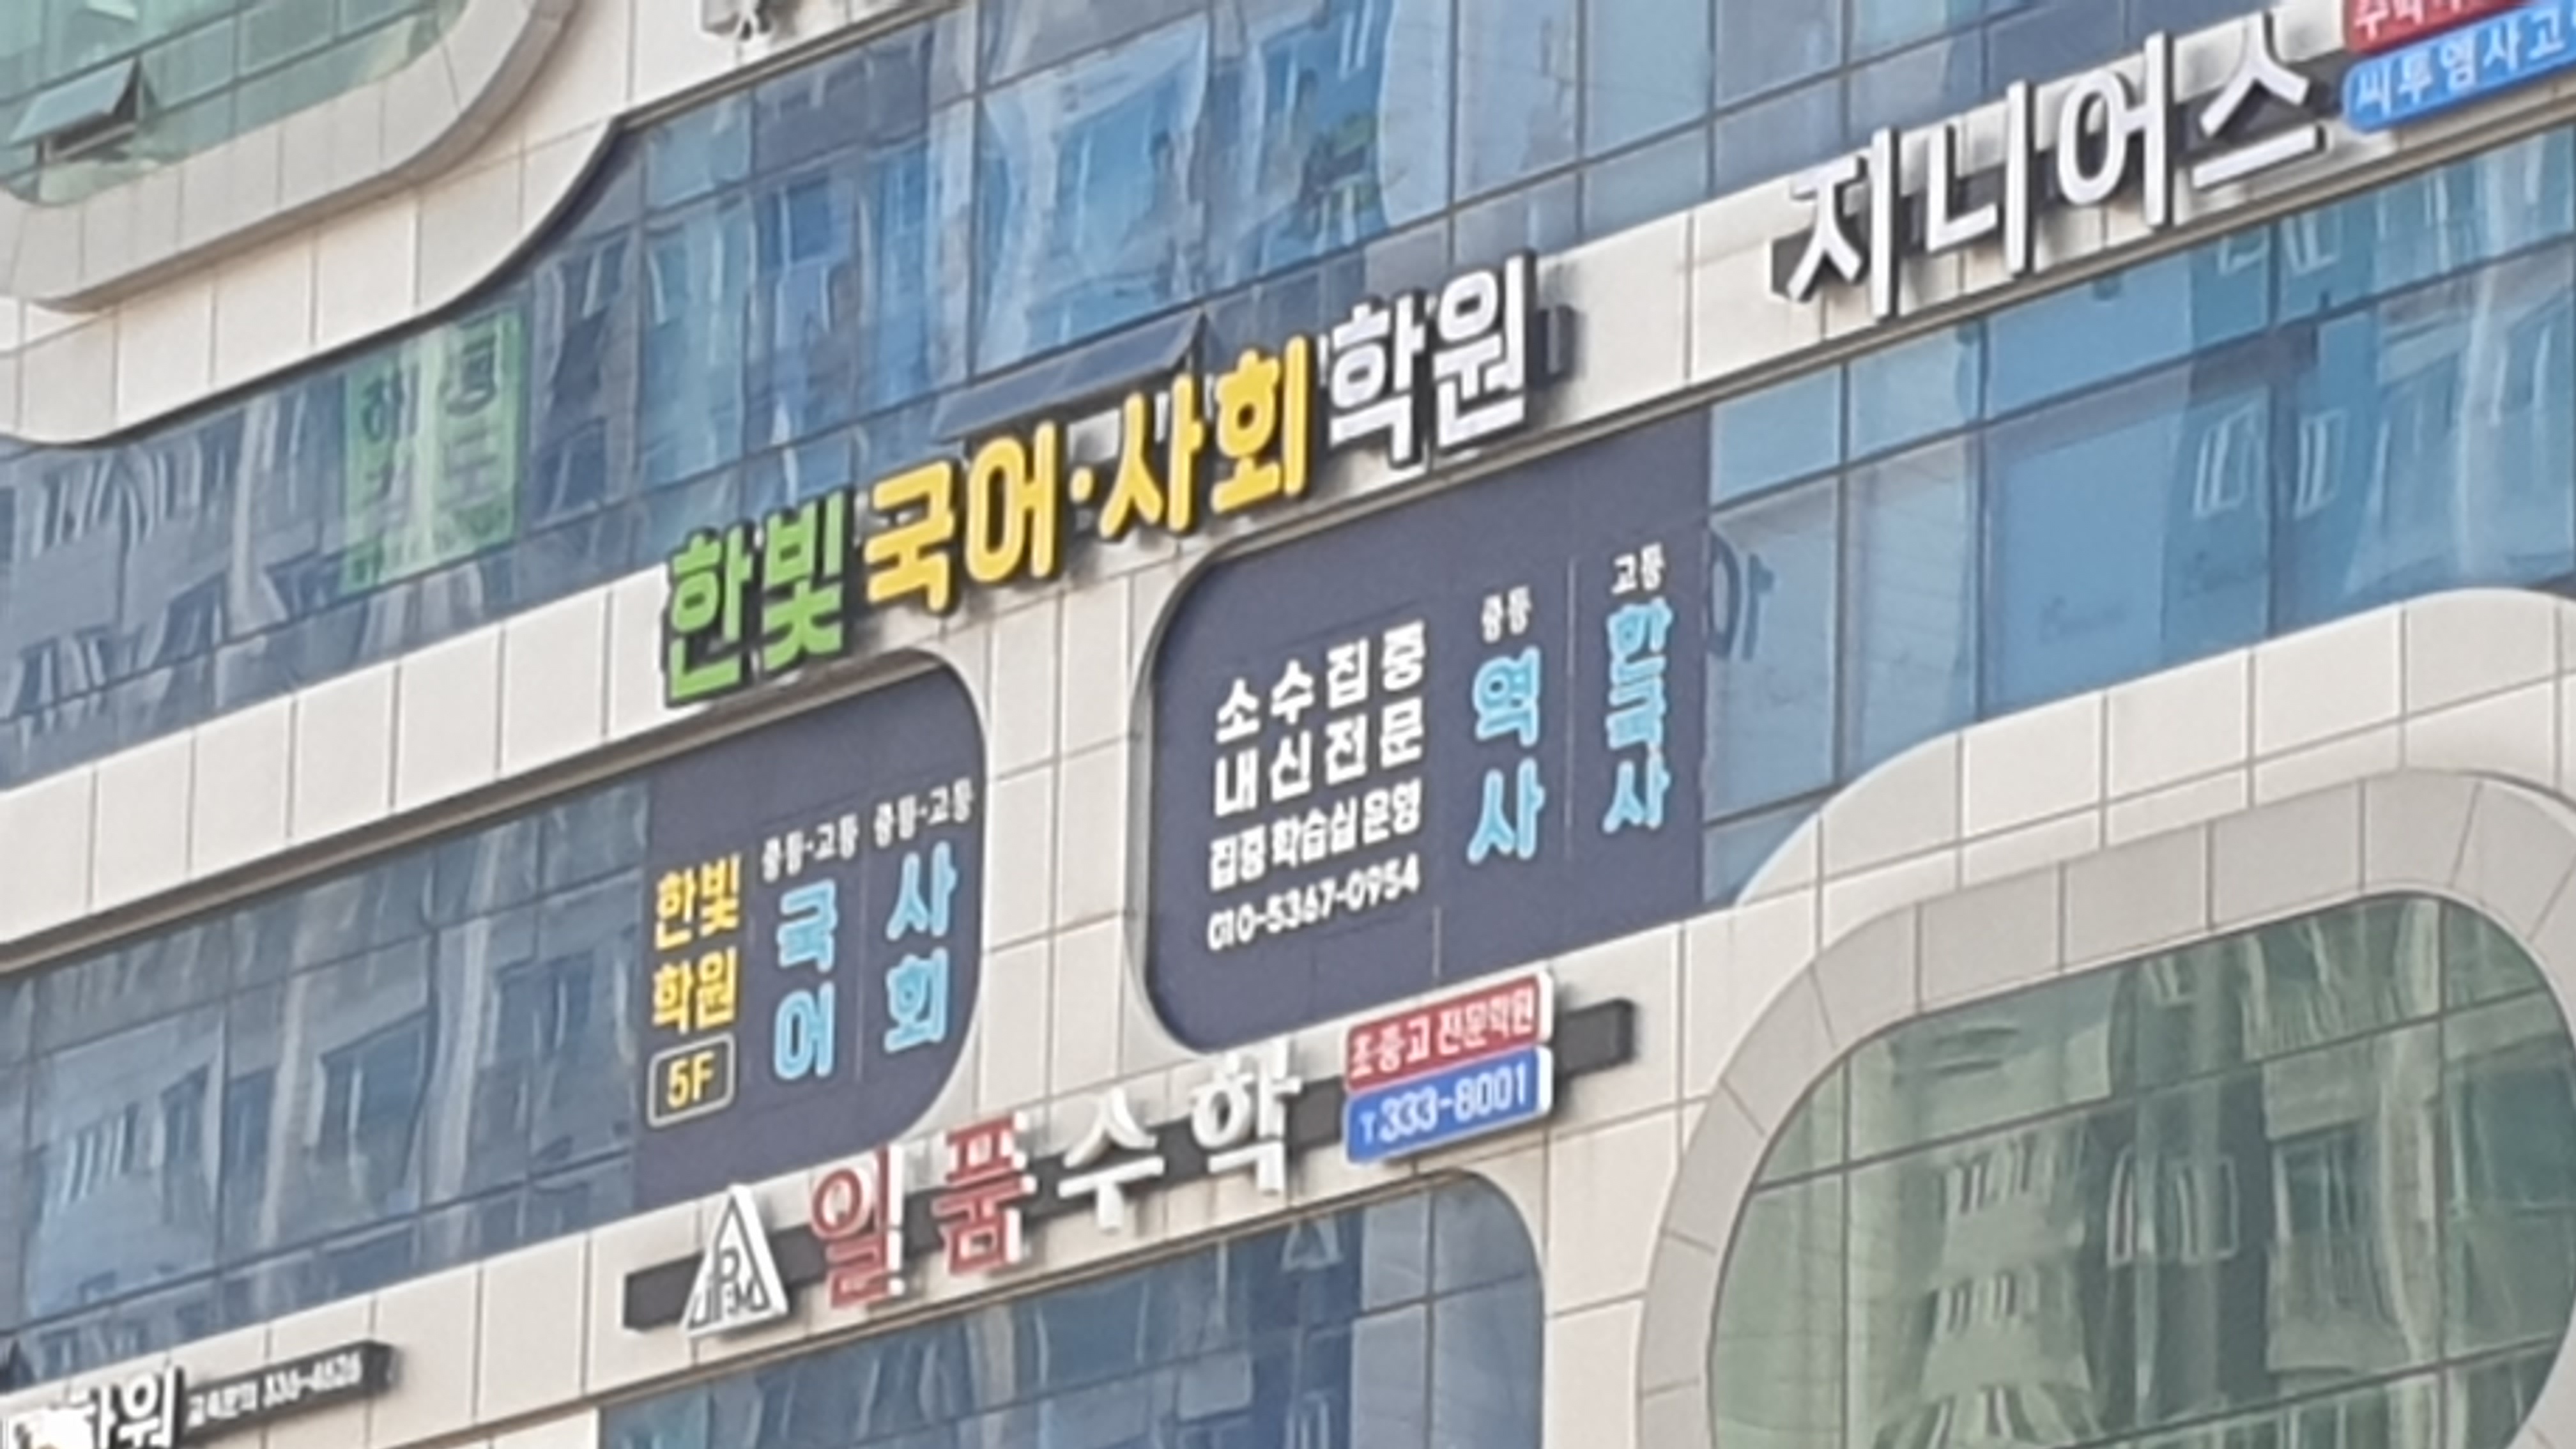 지니어스
씨투엠사고
한빛국어·사회학원
소수집중
내신전문
집중학습실운영
010-5367-0954
중등
역사
고등
한국사
한빛
학원
5F
중등·고등
국어
중등·고등
사회
일품수학
초·중·고 전문학원
T 333-8001
학원